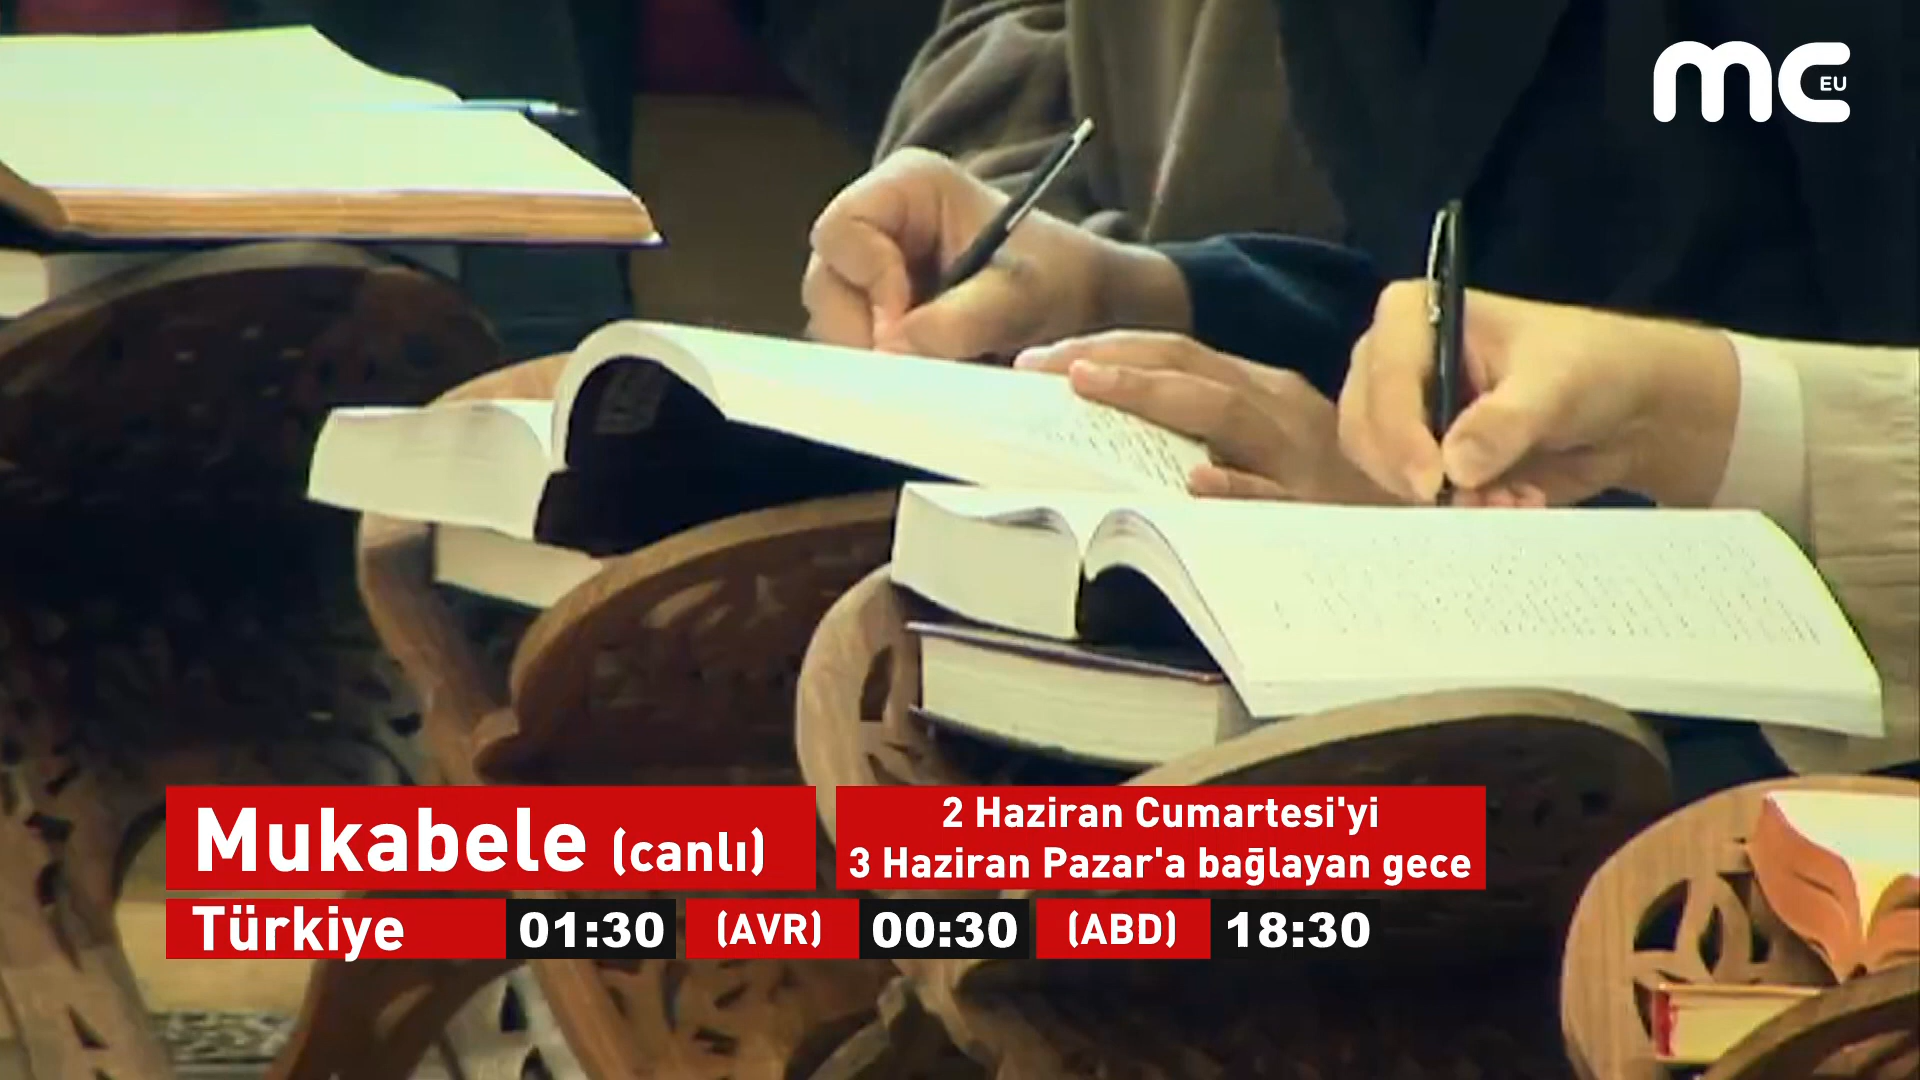 mc EU
Mukabele (canlı)
2 Haziran Cumartesi'yi
3 Haziran Pazar'a bağlayan gece
Türkiye 01:30 (AVR) 00:30 (ABD) 18:30